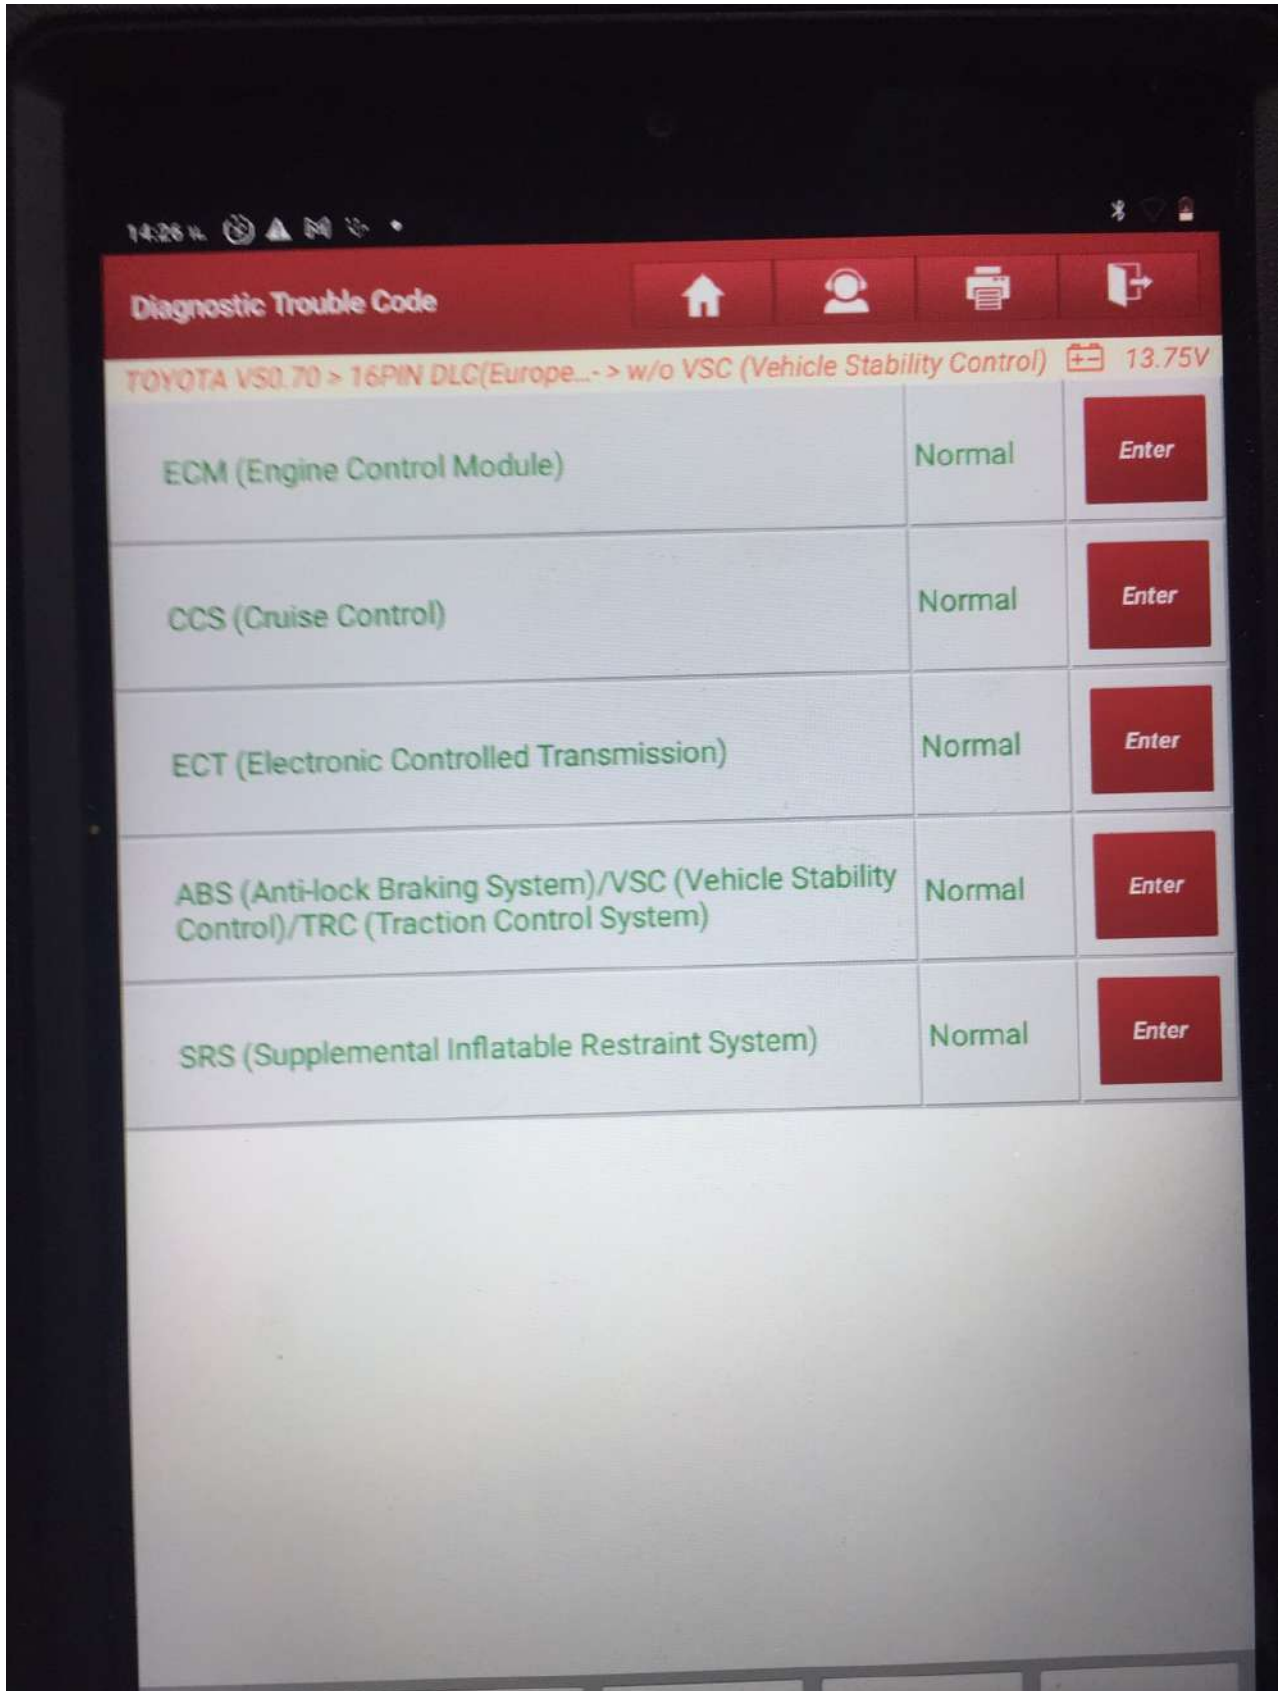 14:26 น.
Diagnostic Trouble Code
TOYOTA V50.70 > 16PIN DLC(Europe...- > w/o VSC (Vehicle Stability Control) 13.75V
ECM (Engine Control Module) Normal Enter
CCS (Cruise Control) Normal Enter
ECT (Electronic Controlled Transmission) Normal Enter
ABS (Anti-lock Braking System)/VSC (Vehicle Stability
Control)/TRC (Traction Control System) Normal Enter
SRS (Supplemental Inflatable Restraint System) Normal Enter